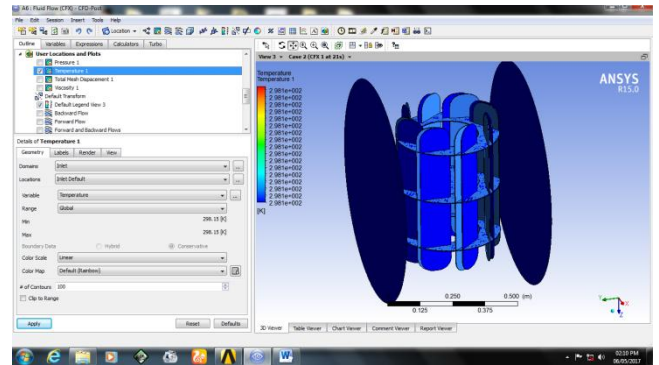 A6 : Fluid Flow (CFX) - CFD-Post
File Edit Session Insert Tools Help
Location
Outline Variables Expressions Calculators Turbo
User Locations and Plots
Pressure 1
Temperature 1
Total Mesh Dispacement 1
Viscosity 1
Default Transform
Default Legend View 3
Backward Flow
Forward Flow
Forward and Backward Flows
Details of Temperature 1
Geometry Labels Render View
Domains Inlet
Locations Inlet Default
Variable Temperature
Range Global
Min 298.15 [K]
Max 298.15 [K]
Boundary Data Hybrid Conservative
Color Scale Linear
Color Map Default (Rainbow)
# of Contours 100
Clip to Range
Apply Reset Defaults
View 3 Case 2 (CFX 1 at 21s)
Temperature
Temperature 1
2.981e+002
2.981e+002
2.981e+002
2.981e+002
2.981e+002
2.981e+002
2.981e+002
2.981e+002
2.981e+002
2.981e+002
2.981e+002
2.981e+002
[K]
ANSYS
R15.0
0.250 0.500 (m)
0.125 0.375
Y X
Z
3D Viewer Table Viewer Chart Viewer Comment Viewer Report Viewer
02:10 PM
06/05/2017